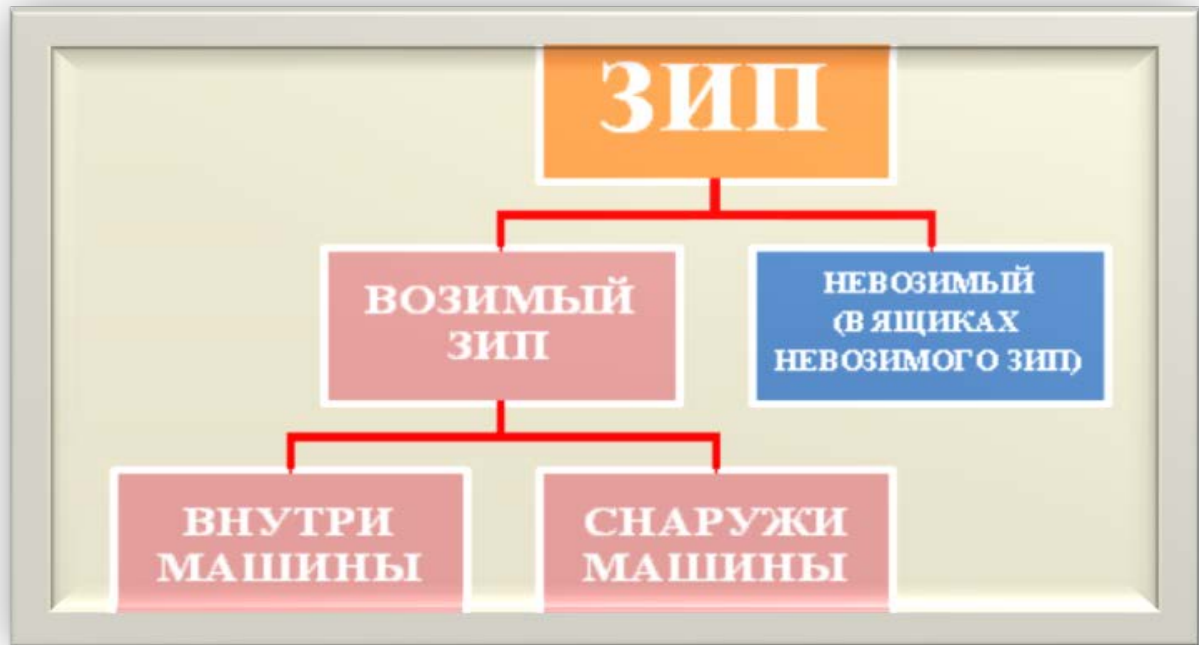 ЗИП
ВОЗИМЫЙ
ЗИП
НЕВОЗИМЫЙ
(В ЯЩИКАХ
НЕВОЗИМОГО ЗИП)
ВНУТРИ
МАШИНЫ
СНАРУЖИ
МАШИНЫ